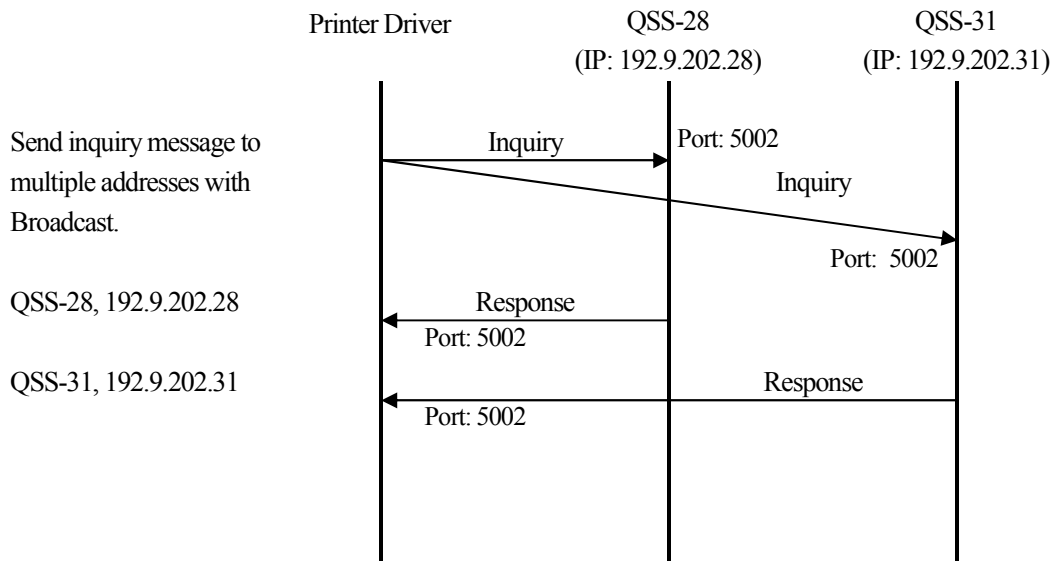 Printer Driver
QSS-28
(IP: 192.9.202.28)
QSS-31
(IP: 192.9.202.31)
Send inquiry message to
multiple addresses with
Broadcast.
Inquiry
Port: 5002
Inquiry
Port:  5002
QSS-28, 192.9.202.28
Response
Port: 5002
QSS-31, 192.9.202.31
Response
Port: 5002